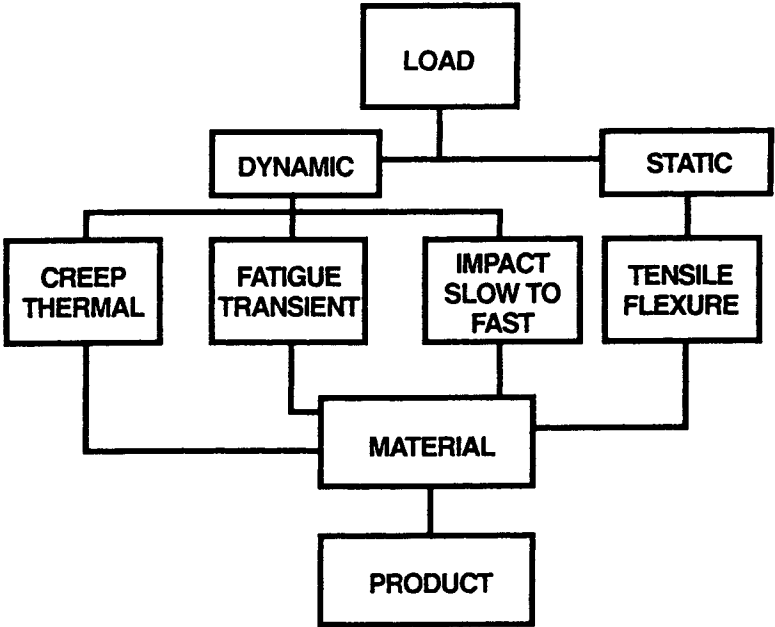 LOAD
DYNAMIC
STATIC
CREEP
THERMAL
FATIGUE
TRANSIENT
IMPACT
SLOW TO
FAST
TENSILE
FLEXURE
MATERIAL
PRODUCT